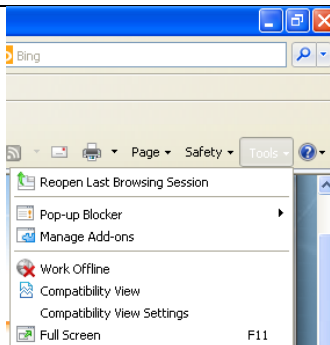 Bing
Page Safety Tools
Reopen Last Browsing Session
Pop-up Blocker
Manage Add-ons
Work Offline
Compatibility View
Compatibility View Settings
Full Screen F11